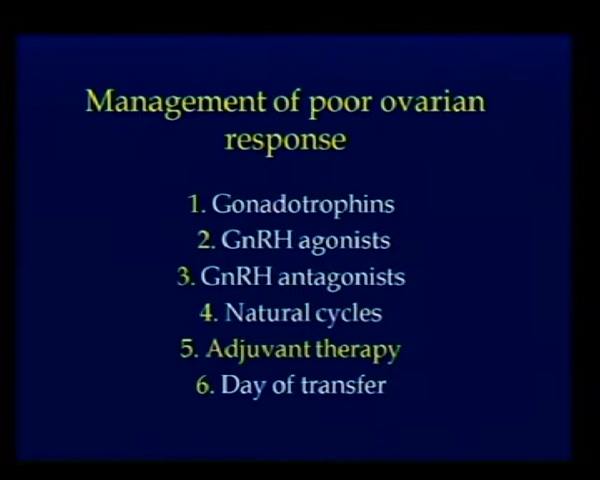 Management of poor ovarian
response
1. Gonadotrophins
2. GnRH agonists
3. GnRH antagonists
4. Natural cycles
5. Adjuvant therapy
6. Day of transfer